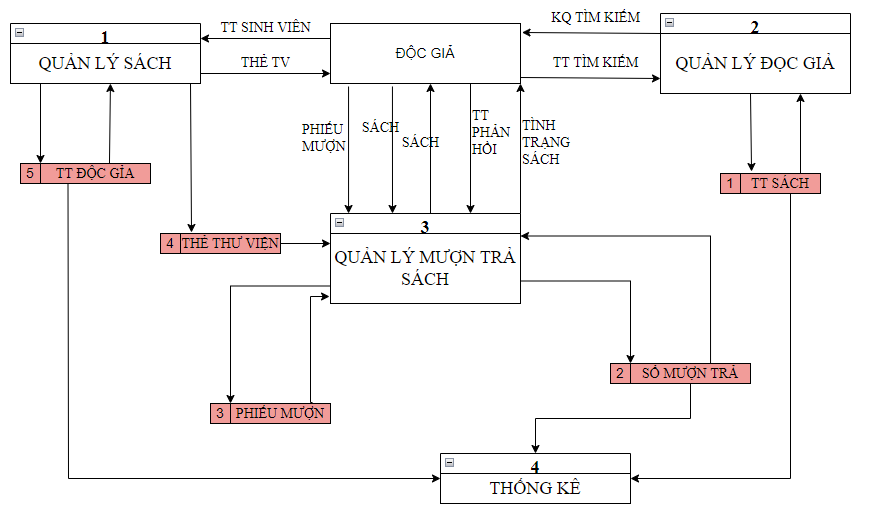 1
QUẢN LÝ SÁCH
TT SINH VIÊN
THẺ TV
ĐỘC GIẢ
KQ TÌM KIẾM
TT TÌM KIẾM
2
QUẢN LÝ ĐỌC GIẢ
PHIẾU
MƯỢN
SÁCH
SÁCH
TT
PHẢN
HỒI
TÌNH
TRẠNG
SÁCH
5 TT ĐỘC GỈA
1 TT SÁCH
4 THẺ THƯ VIỆN
3
QUẢN LÝ MƯỢN TRẢ
SÁCH
2 SỔ MƯỢN TRẢ
3 PHIẾU MƯỢN
4
THỐNG KÊ